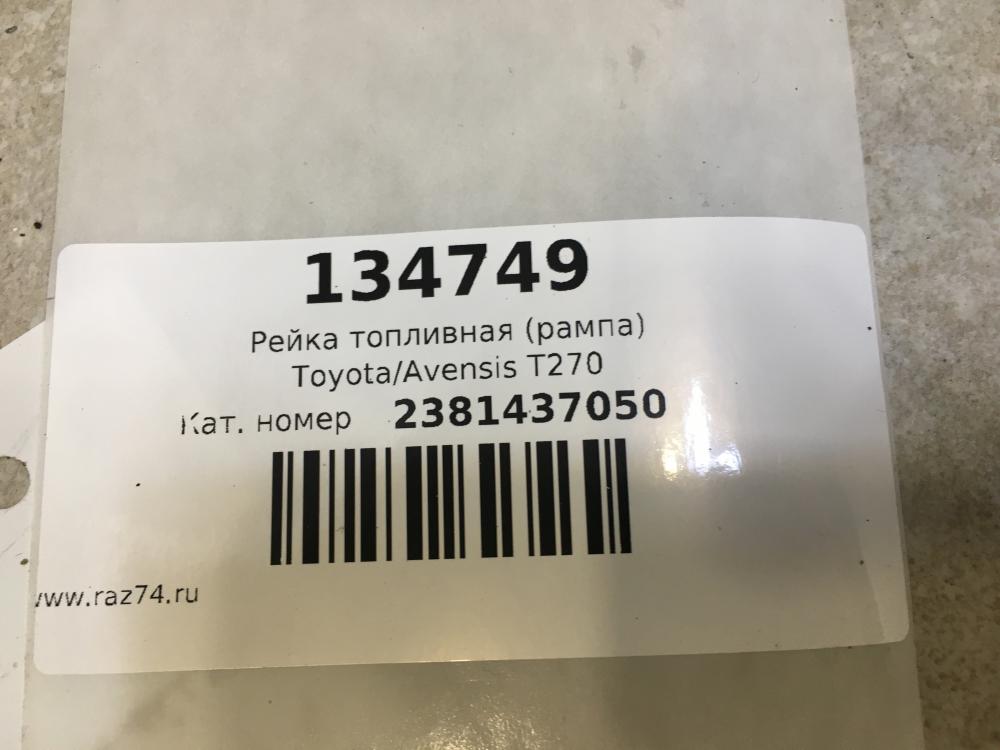 134749
Рейка топливная (рампа)
Toyota/Avensis T270
Кат. номер 2381437050
www.raz74.ru